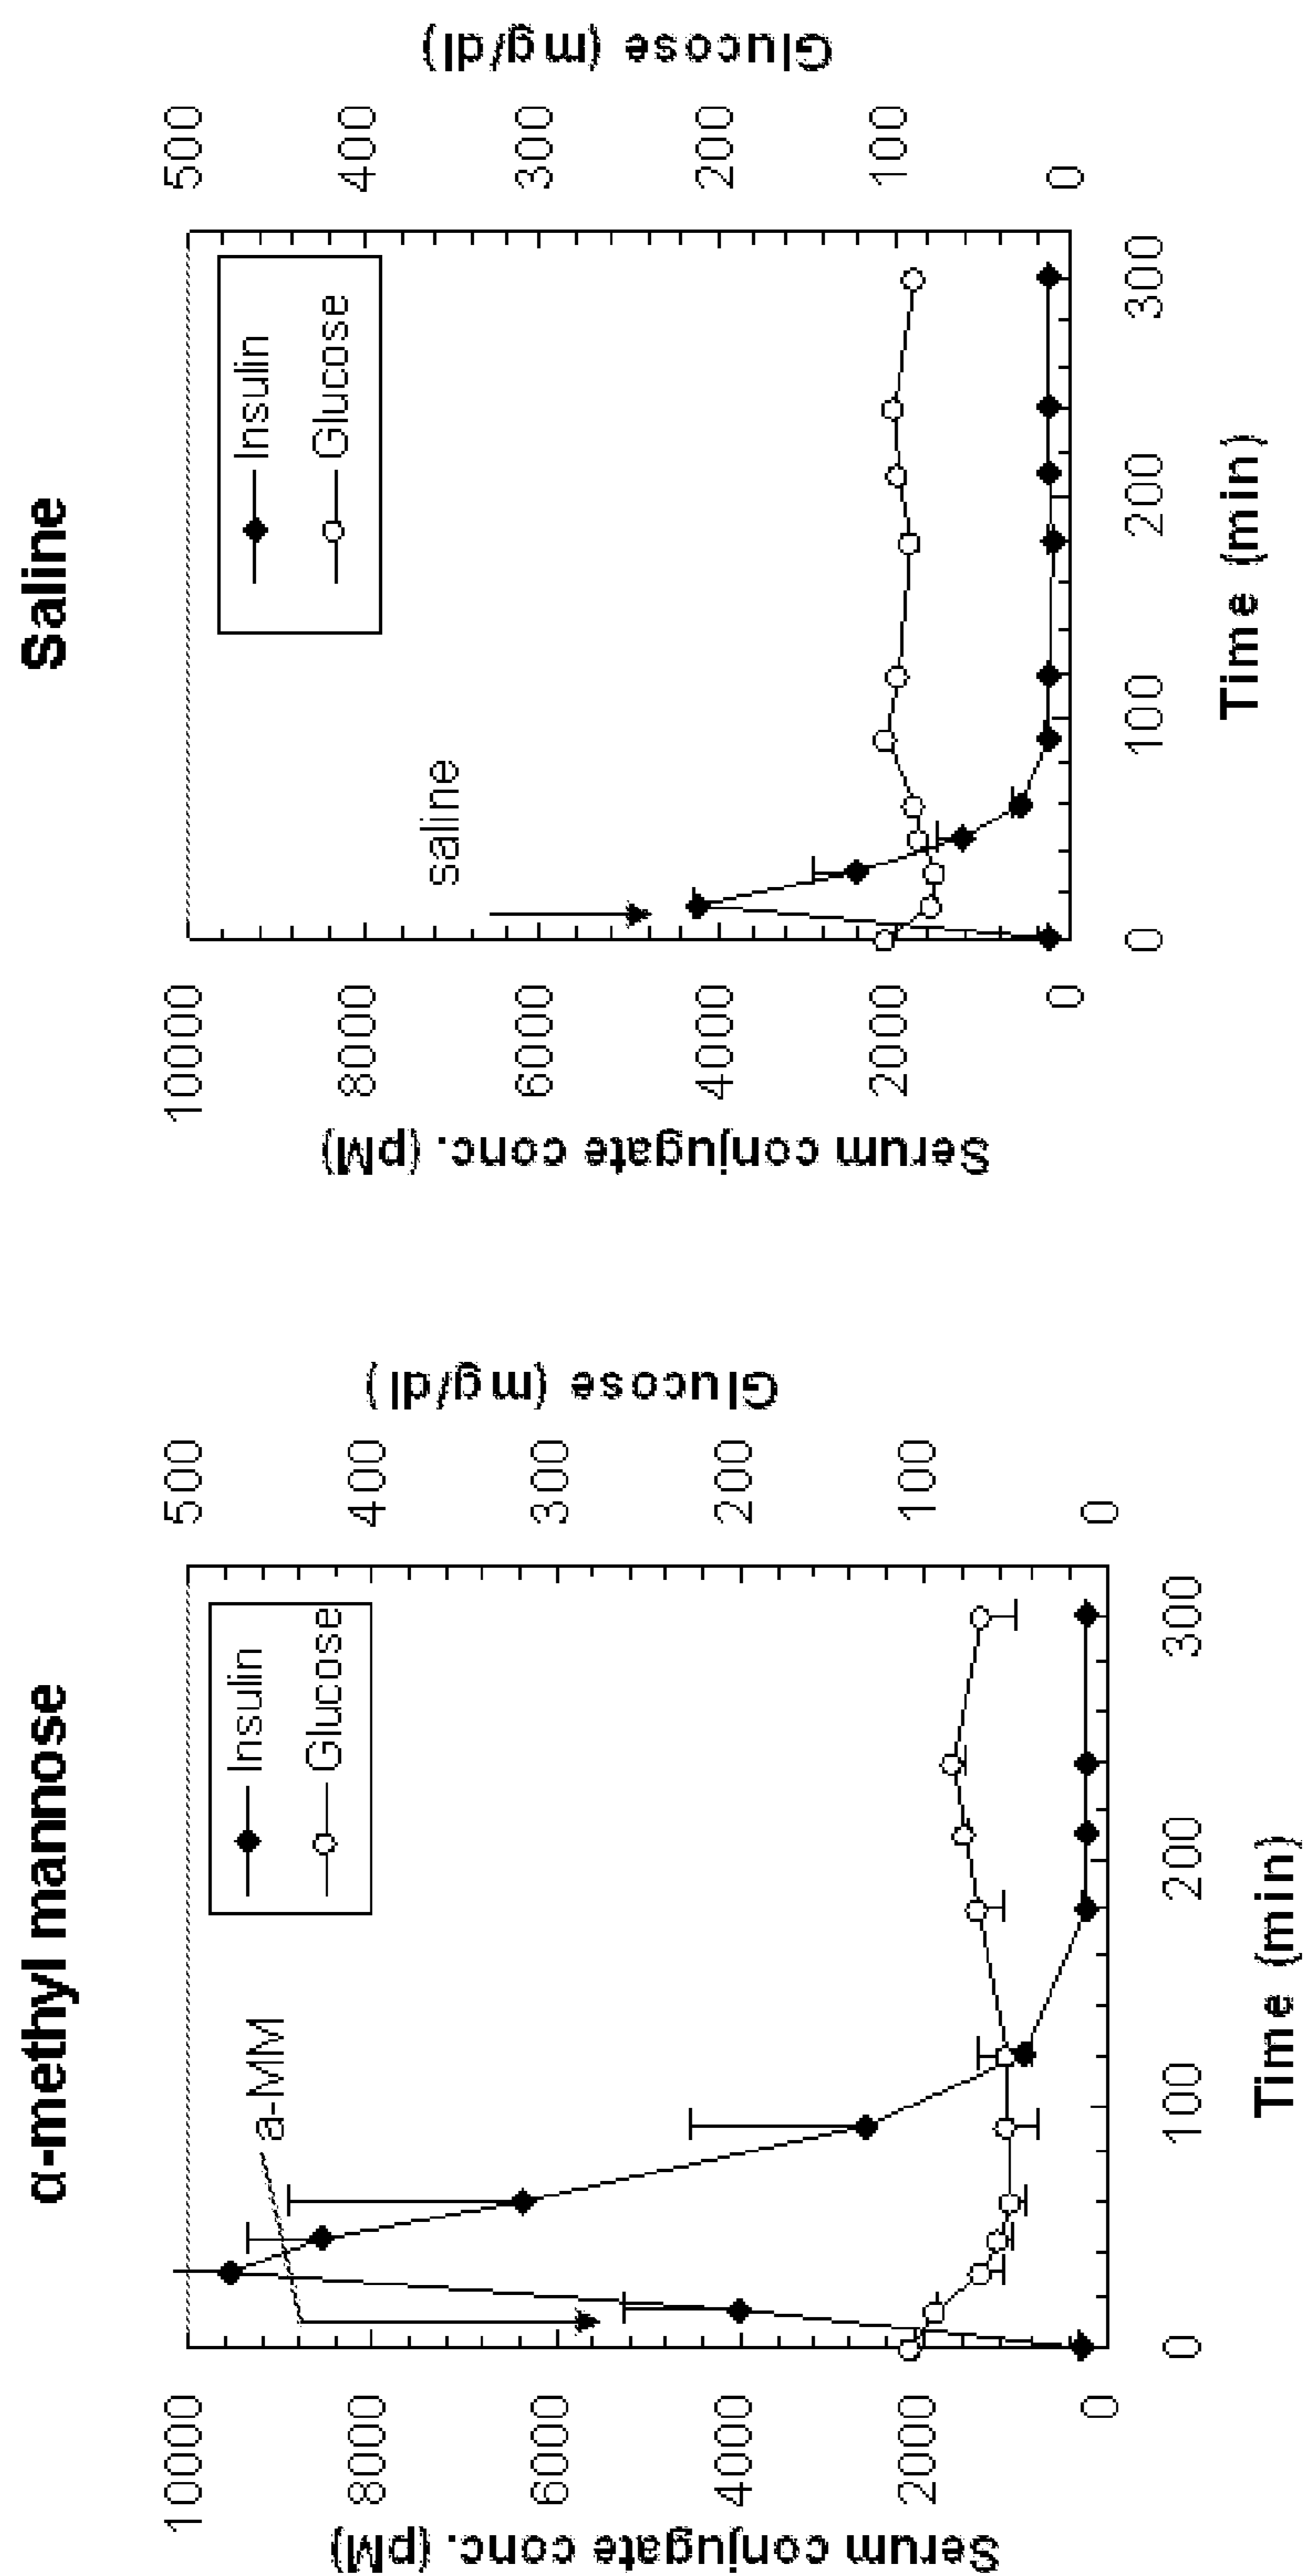 α-methyl mannose
10000
8000
6000
4000
2000
0
Serum conjugate conc. (pM)
a-MM
Insulin
Glucose
500
400
300
200
100
0
Glucose (mg/dl)
0
100
200
300
Time (min)
Saline
10000
8000
6000
4000
2000
0
Serum conjugate conc. (pM)
saline
Insulin
Glucose
500
400
300
200
100
0
Glucose (mg/dl)
0
100
200
300
Time (min)